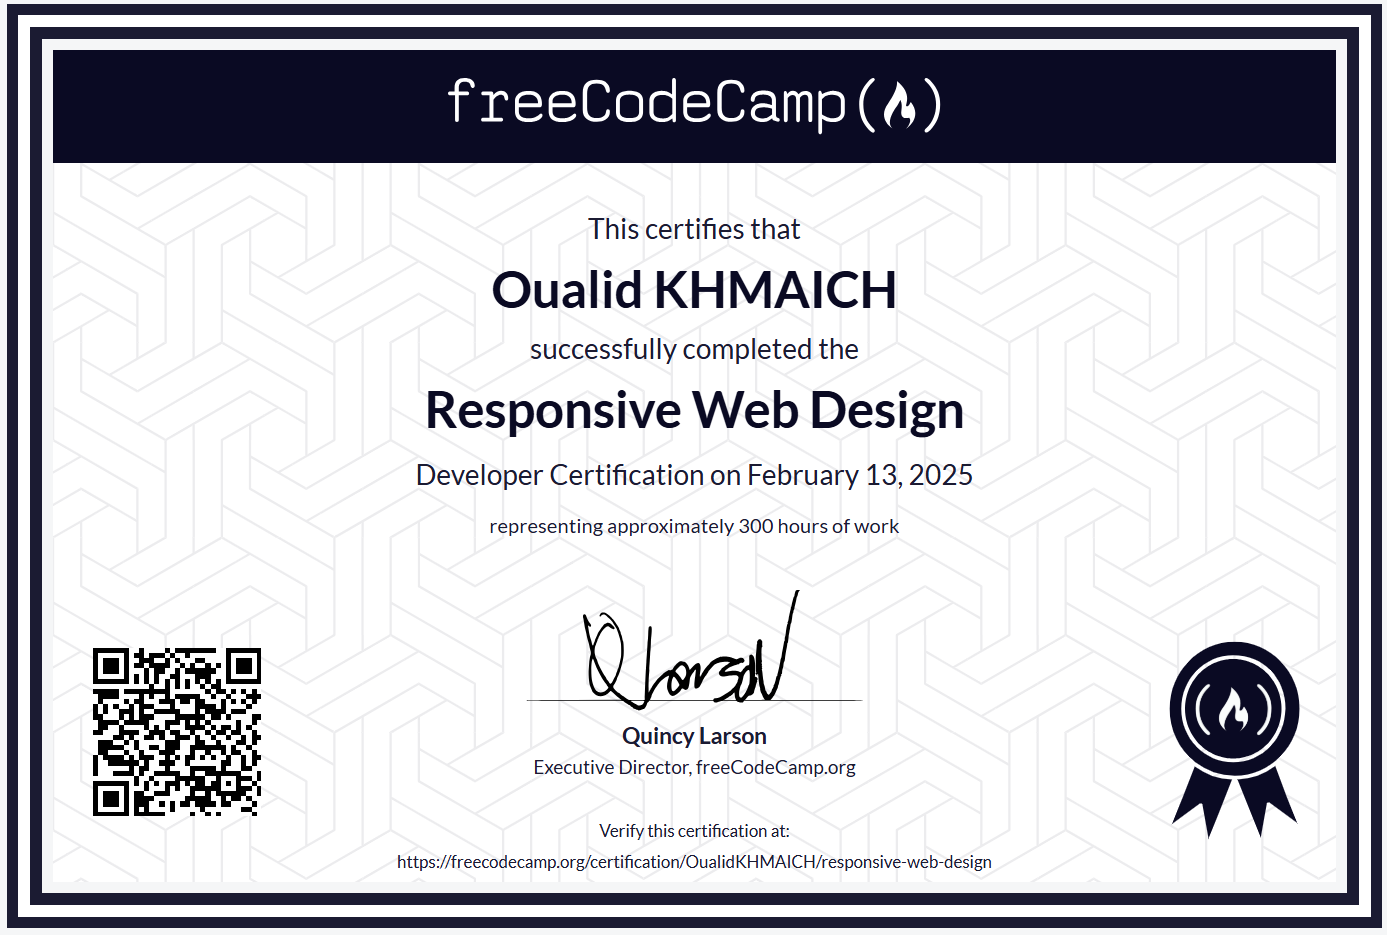 freeCodeCamp
This certifies that
Oualid KHMAICH
successfully completed the
Responsive Web Design
Developer Certification on February 13, 2025
representing approximately 300 hours of work
Quincy Larson
Executive Director, freeCodeCamp.org
Verify this certification at:
https://freecodecamp.org/certification/OualidKHMAICH/responsive-web-design